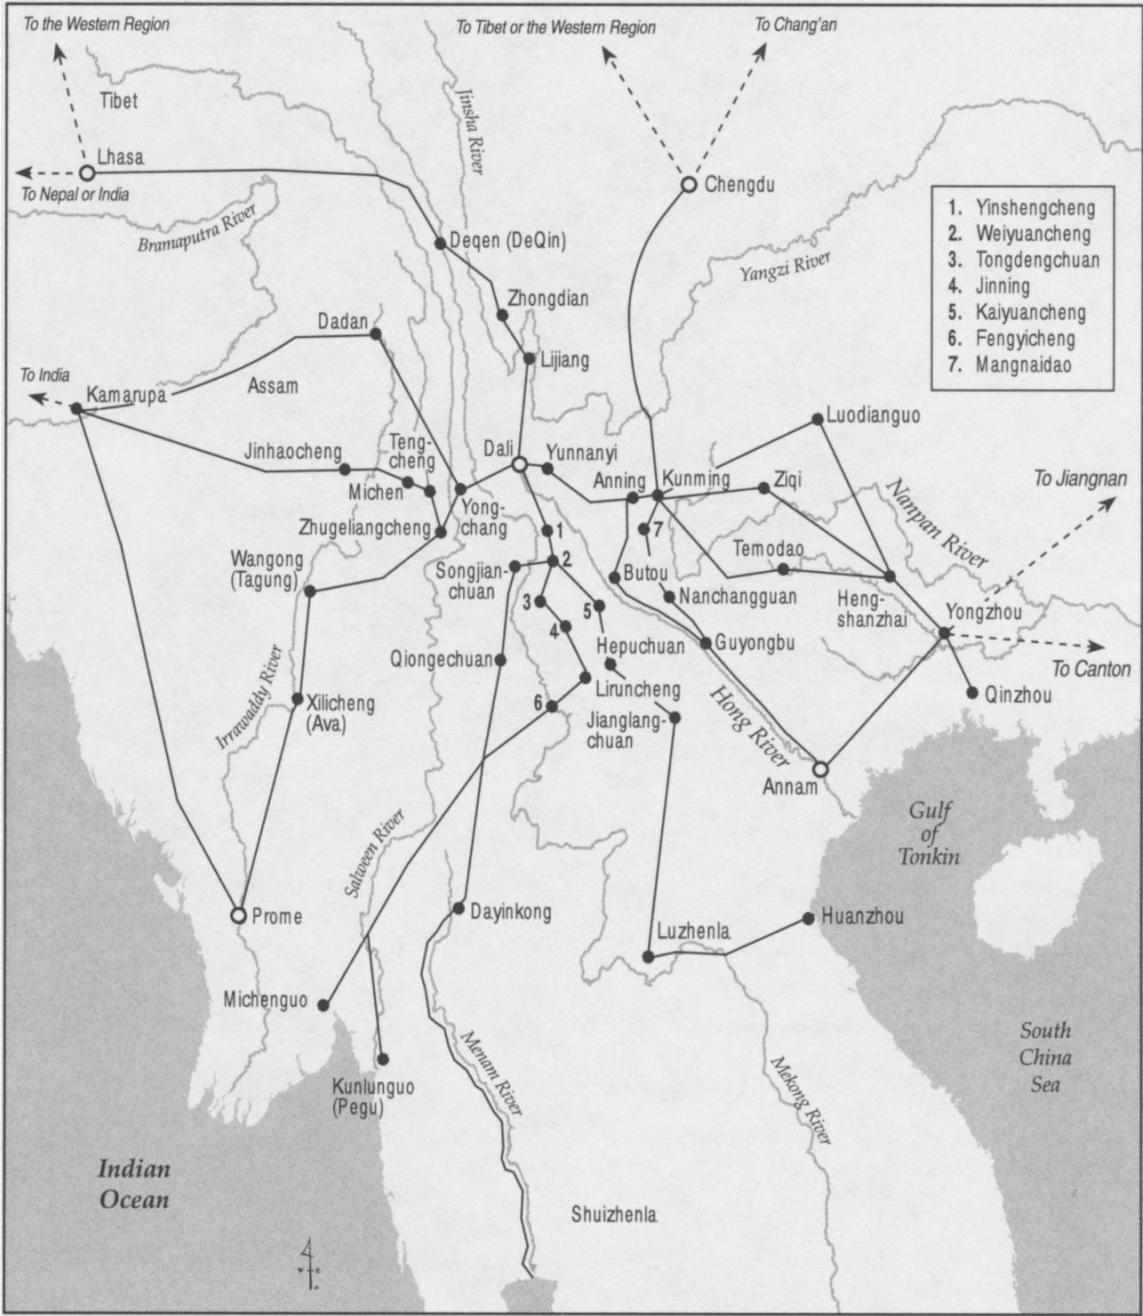 To the Western Region
To Tibet or the Western Region
To Chang'an
Tibet
Jinsha River
Lhasa
Chengdu
To Nepal or India
Bramaputra River
Deqen (DeQin)
Yangzi River
1. Yinshengcheng
2. Weiyuancheng
3. Tongdengchuan
4. Jinning
5. Kaiyuancheng
6. Fengyicheng
7. Mangnaidao
Zhongdian
Dadan
Lijiang
To India
Kamarupa
Assam
Luodianguo
Jinhaocheng
Teng-
cheng
Dali
Yunnanyi
Anning
Kunming
Ziqi
To Jiangnan
Michen
Yong-
chang
Nanpan River
Zhugeliangcheng
1
7
Temodao
Wangong
(Tagung)
Songjian-
chuan
2
Butou
Nanchangguan
Heng-
shanzhai
Yongzhou
3
5
4
Hepuchuan
Guyongbu
To Canton
Qiongechuan
Liruncheng
Qinzhou
Irrawaddy River
Xilicheng
(Ava)
6
Jianglang-
chuan
Hong River
Annam
Gulf
of
Tonkin
Salween River
Prome
Dayinkong
Luzhenla
Huanzhou
Michenguo
Kunlunguo
(Pegu)
Menam River
Mekong River
South
China
Sea
Indian
Ocean
Shuizhenla